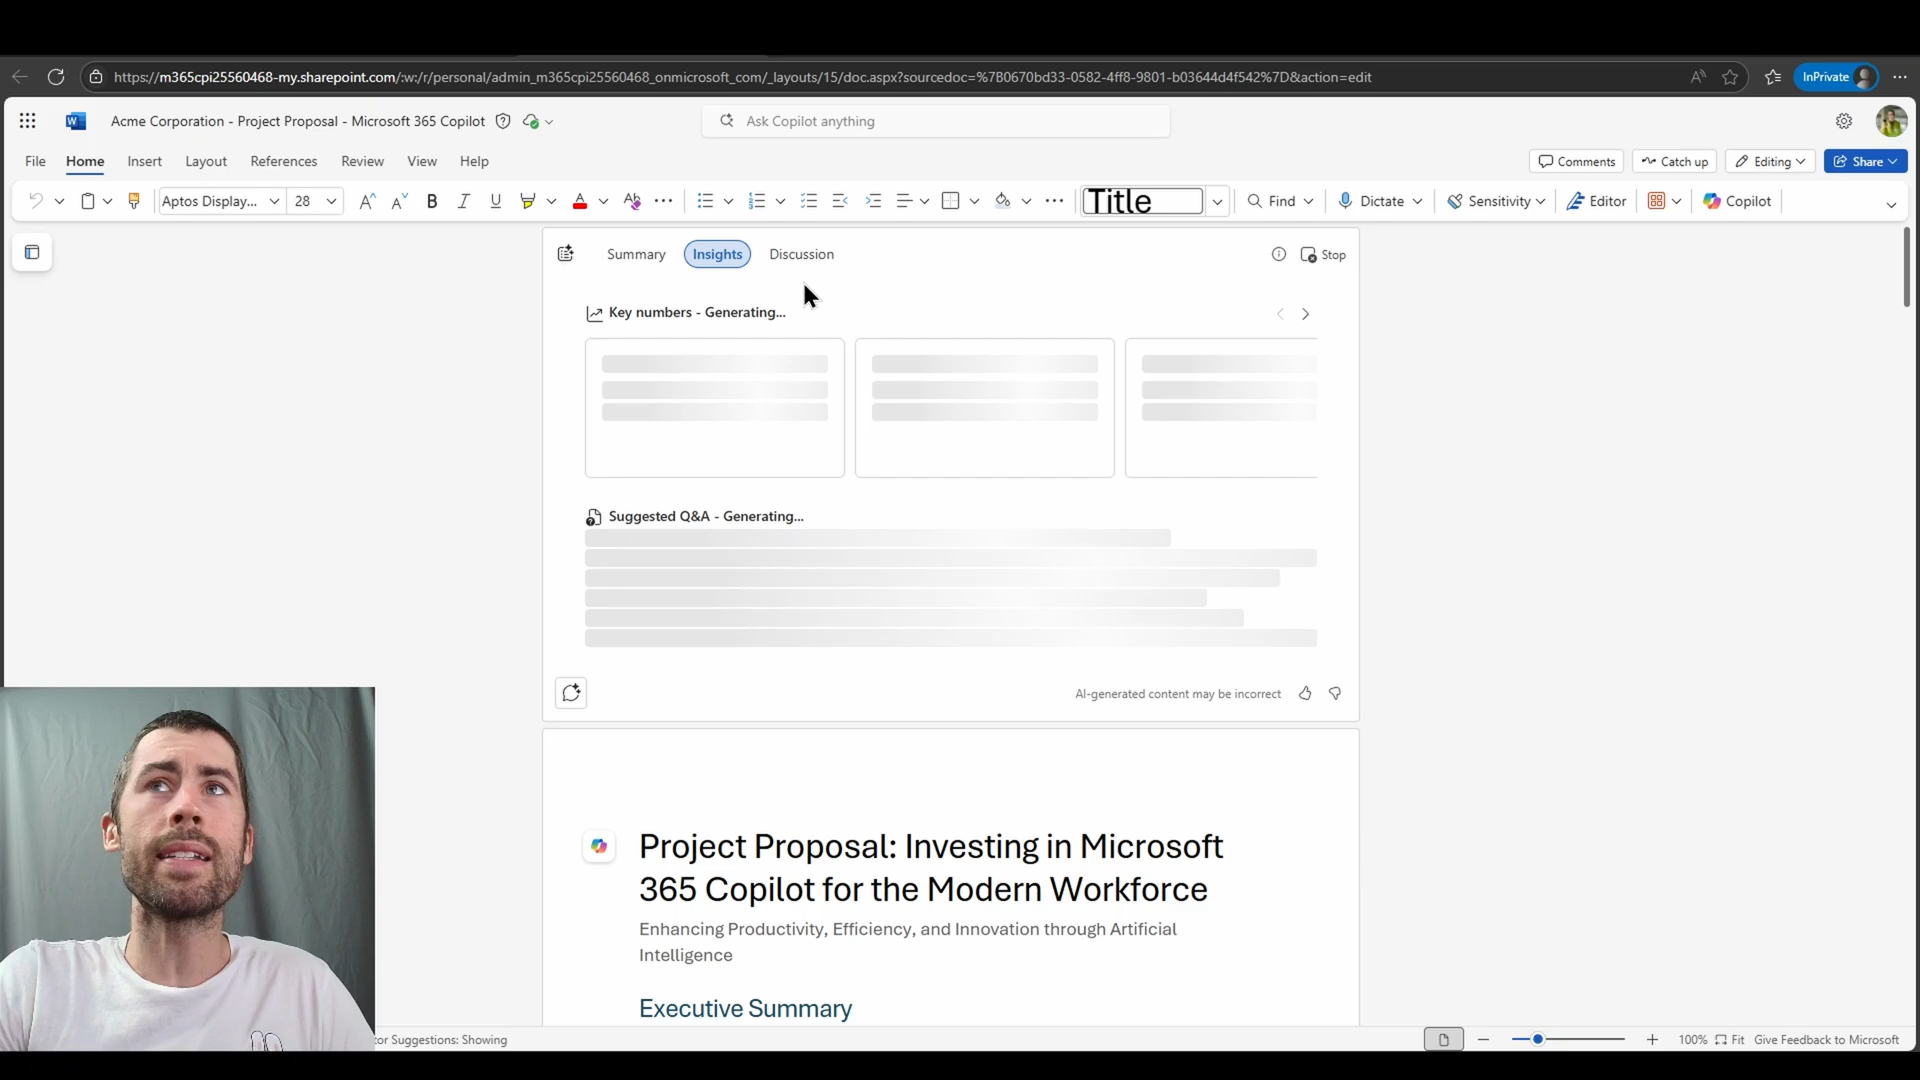 https://m365cpi25560468-my.sharepoint.com/:w:/r/personal/admin_m365cpi25560468_onmicrosoft_com/_layouts/15/doc.aspx?sourcedoc=%7B0670bd33-0582-4ff8-9801-b03644d4f542%7D&action=edit
InPrivate
Acme Corporation - Project Proposal - Microsoft 365 Copilot
Ask Copilot anything
File Home Insert Layout References Review View Help
Comments Catch up Editing Share
Aptos Display... 28 B I U Title Find Dictate Sensitivity Editor Copilot
Summary Insights Discussion
Stop
Key numbers - Generating...
Suggested Q&A - Generating...
AI-generated content may be incorrect
Project Proposal: Investing in Microsoft
365 Copilot for the Modern Workforce
Enhancing Productivity, Efficiency, and Innovation through Artificial
Intelligence
Executive Summary
tor Suggestions: Showing
100% Fit Give Feedback to Microsoft